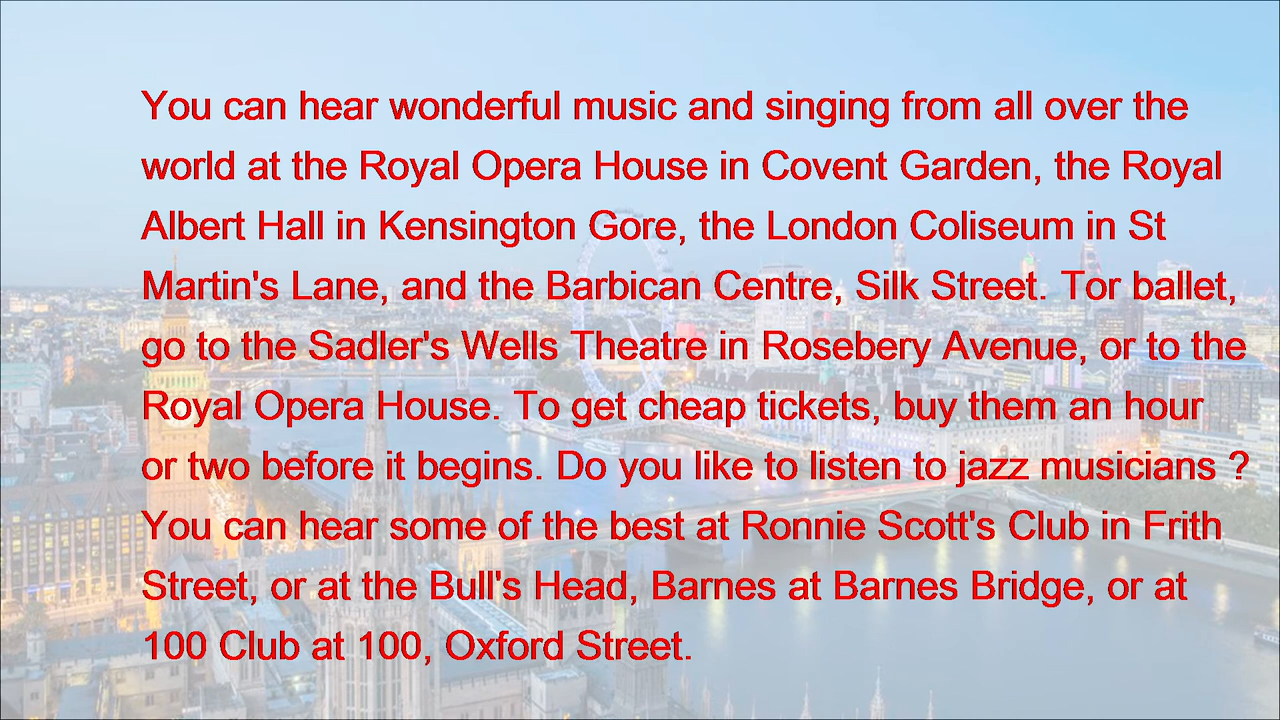 You can hear wonderful music and singing from all over the
world at the Royal Opera House in Covent Garden, the Royal
Albert Hall in Kensington Gore, the London Coliseum in St
Martin's Lane, and the Barbican Centre, Silk Street. Tor ballet,
go to the Sadler's Wells Theatre in Rosebery Avenue, or to the
Royal Opera House. To get cheap tickets, buy them an hour
or two before it begins. Do you like to listen to jazz musicians ?
You can hear some of the best at Ronnie Scott's Club in Frith
Street, or at the Bull's Head, Barnes at Barnes Bridge, or at
100 Club at 100, Oxford Street.